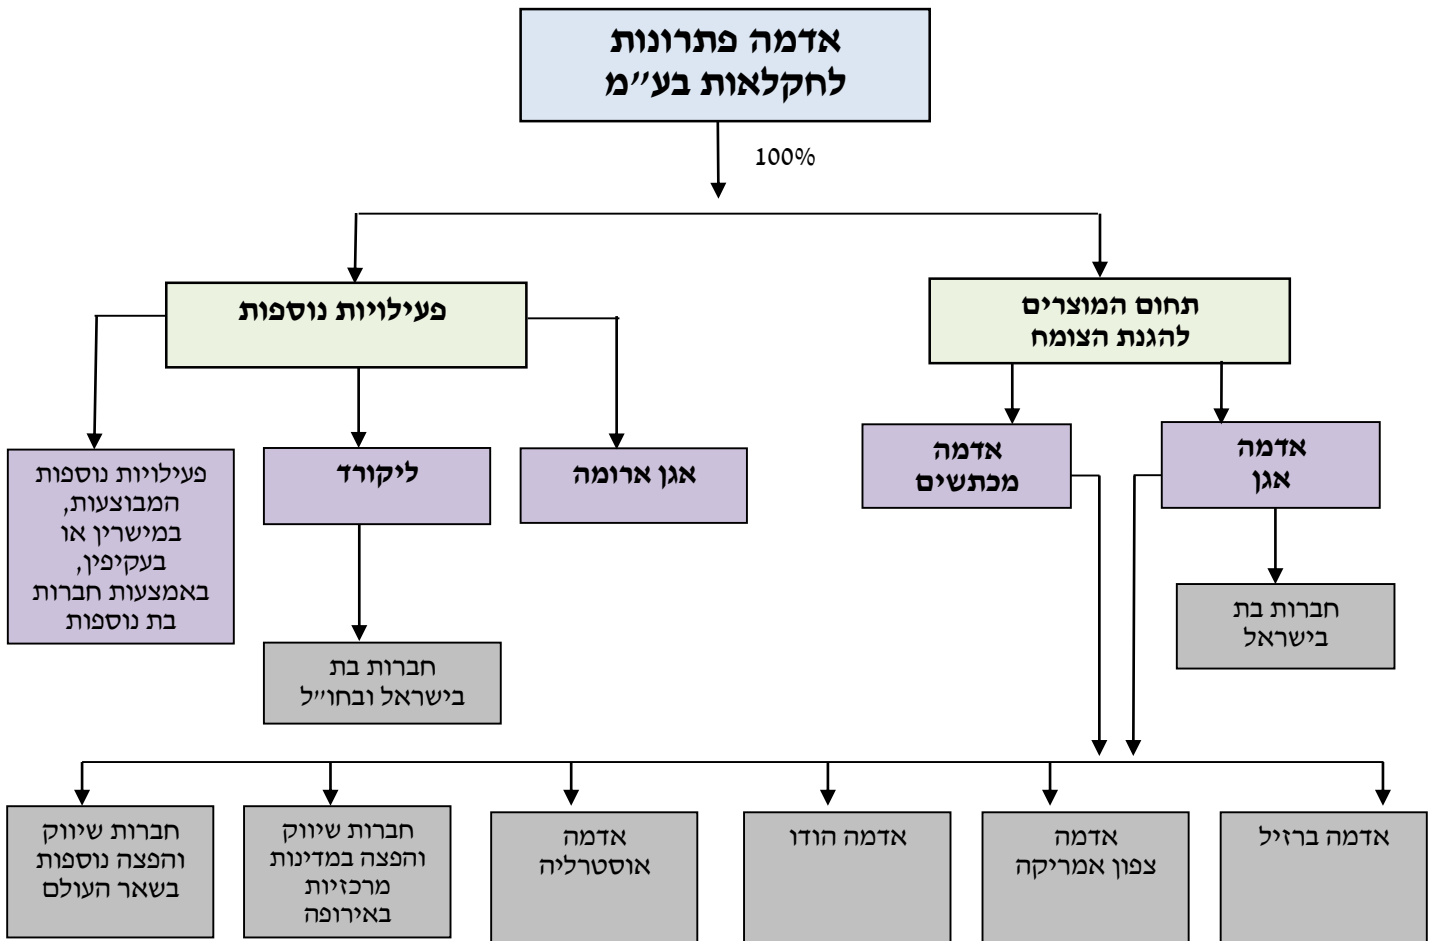 אדמה פתרונות
לחקלאות בע״מ
100%
תחום המוצרים
להגנת הצומח
פעילויות נוספות
אדמה
אגן
אדמה
מכתשים
אגן ארומה
ליקורד
פעילויות נוספות
המבוצעות,
במישרין או
בעקיפין,
באמצעות חברות
בת נוספות
חברות בת
בישראל
חברות בת
בישראל ובחו״ל
אדמה ברזיל
אדמה
צפון אמריקה
אדמה הודו
אדמה
אוסטרליה
חברות שיווק
והפצה במדינות
מרכזיות
באירופה
חברות שיווק
והפצה נוספות
בשאר העולם